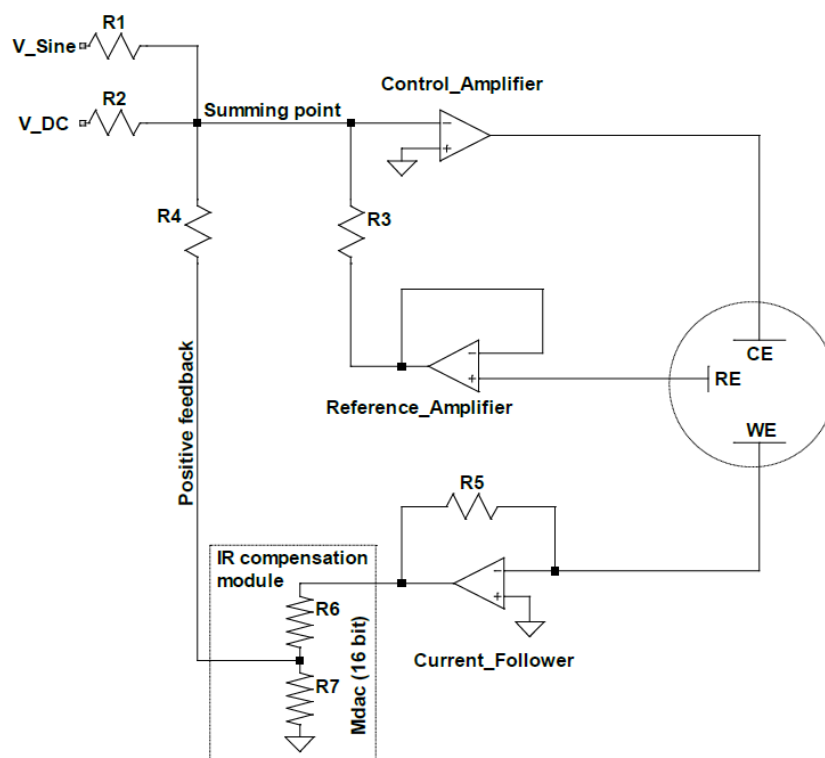 R1
V_Sine
R2
V_DC
Summing point
Control_Amplifier
-
+
R4
R3
Positive feedback
-
+
Reference_Amplifier
CE
RE
WE
R5
IR compensation
module
R6
R7
Mdac (16 bit)
-
+
Current_Follower